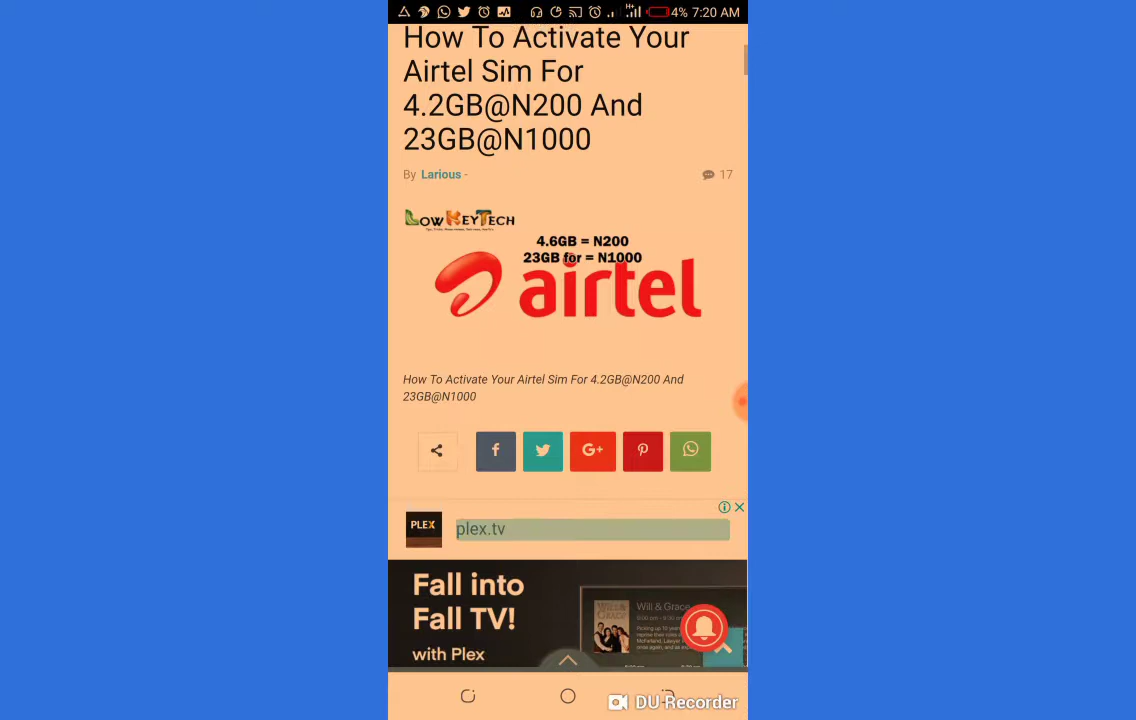 4% 7:20 AM
How To Activate Your
Airtel Sim For
4.2GB@N200 And
23GB@N1000
By Larious -
17
LOWKEYTECH
4.6GB = N200
23GB for = N1000
airtel
How To Activate Your Airtel Sim For 4.2GB@N200 And
23GB@N1000
f
G+
PLEX
plex.tv
Fall into
Fall TV!
with Plex
Will & Grace
DU Recorder